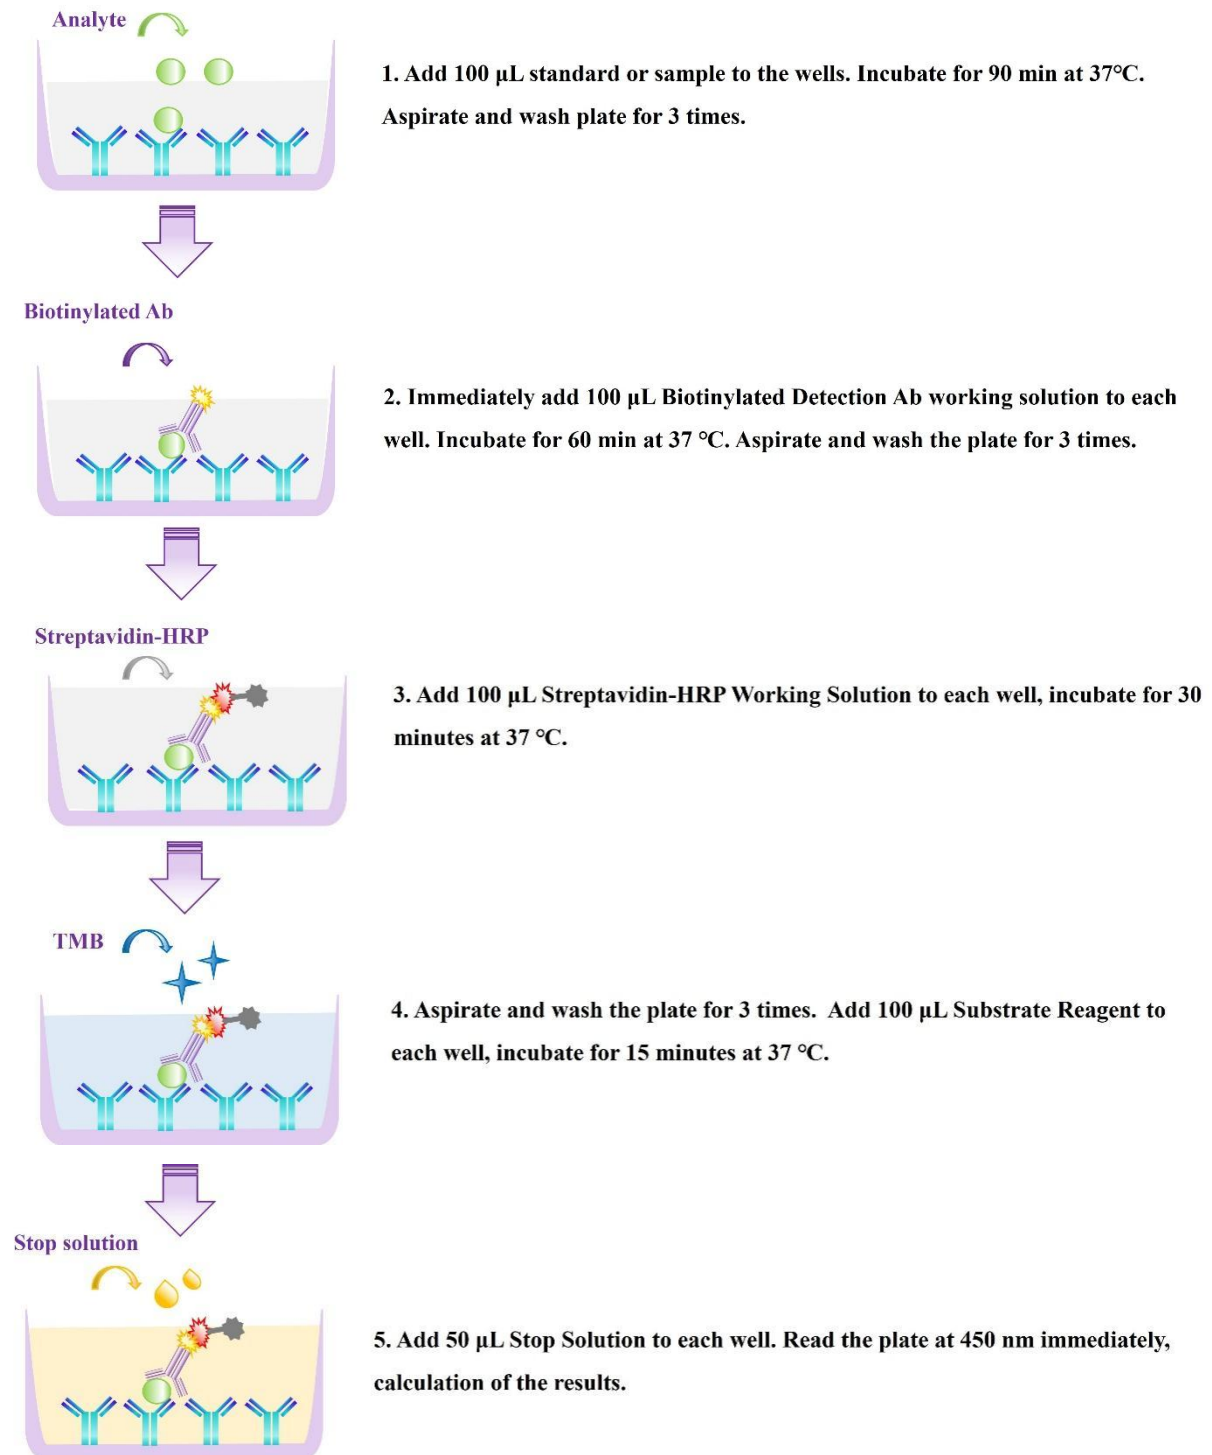 Analyte
1. Add 100 μL standard or sample to the wells. Incubate for 90 min at 37℃.
Aspirate and wash plate for 3 times.
Biotinylated Ab
2. Immediately add 100 μL Biotinylated Detection Ab working solution to each
well. Incubate for 60 min at 37 ℃. Aspirate and wash the plate for 3 times.
Streptavidin-HRP
3. Add 100 μL Streptavidin-HRP Working Solution to each well, incubate for 30
minutes at 37 ℃.
TMB
4. Aspirate and wash the plate for 3 times.  Add 100 μL Substrate Reagent to
each well, incubate for 15 minutes at 37 ℃.
Stop solution
5. Add 50 μL Stop Solution to each well. Read the plate at 450 nm immediately,
calculation of the results.